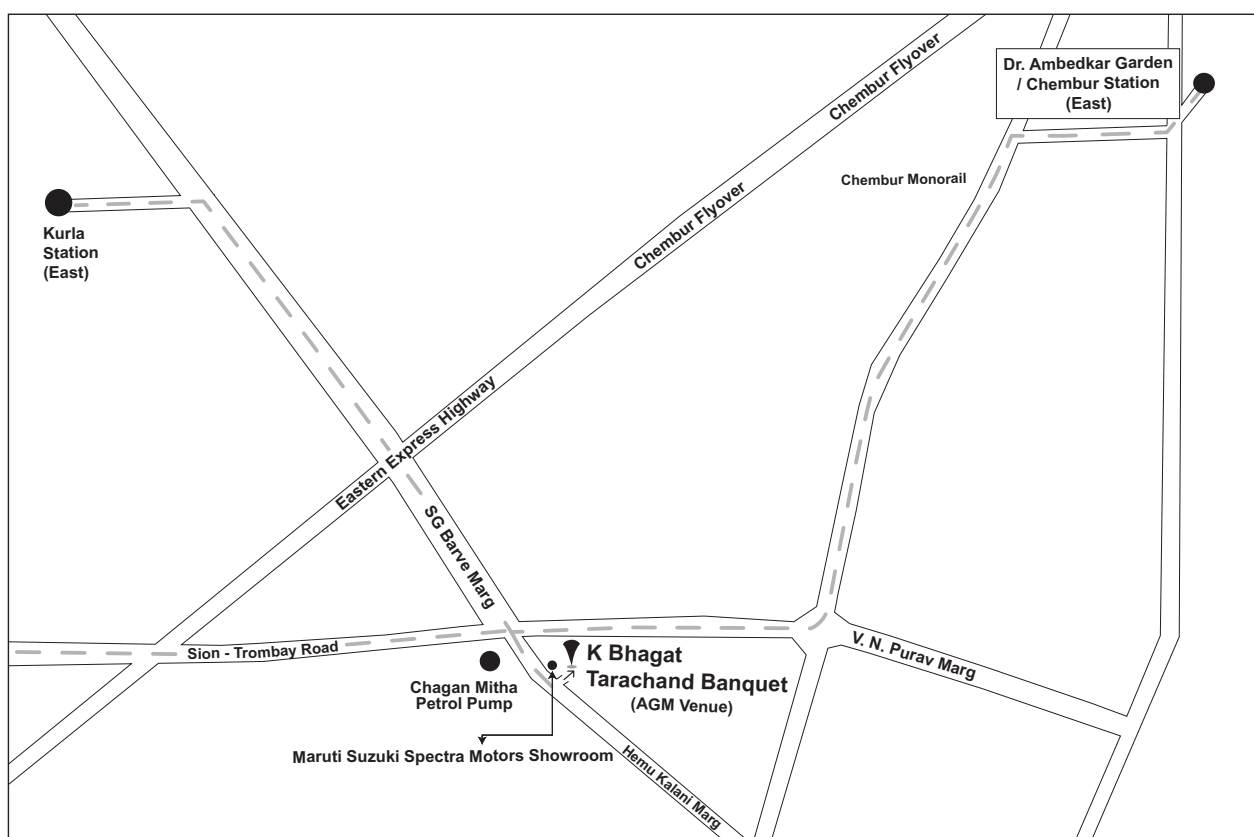 Chembur Flyover
Dr. Ambedkar Garden
/ Chembur Station
(East)
Chembur Monorail
Chembur Flyover
Kurla
Station
(East)
Eastern Express Highway
SG Barve Marg
Sion - Trombay Road
V. N. Purav Marg
K Bhagat
Tarachand Banquet
(AGM Venue)
Chagan Mitha
Petrol Pump
Maruti Suzuki Spectra Motors Showroom
Hemu Kalani Marg